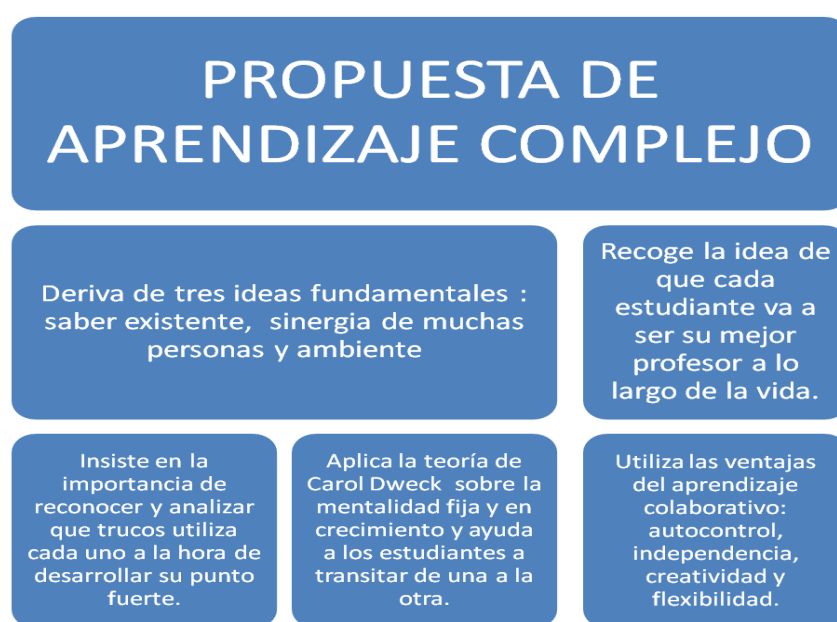 PROPUESTA DE
APRENDIZAJE COMPLEJO
Deriva de tres ideas fundamentales :
saber existente, sinergia de muchas
personas y ambiente
Recoge la idea de
que cada
estudiante va a
ser su mejor
profesor a lo
largo de la vida.
Insiste en la
importancia de
reconocer y analizar
que trucos utiliza
cada uno a la hora de
desarrollar su punto
fuerte.
Aplica la teoría de
Carol Dweck sobre la
mentalidad fija y en
crecimiento y ayuda
a los estudiantes a
transitar de una a la
otra.
Utiliza las ventajas
del aprendizaje
colaborativo:
autocontrol,
independencia,
creatividad y
flexibilidad.